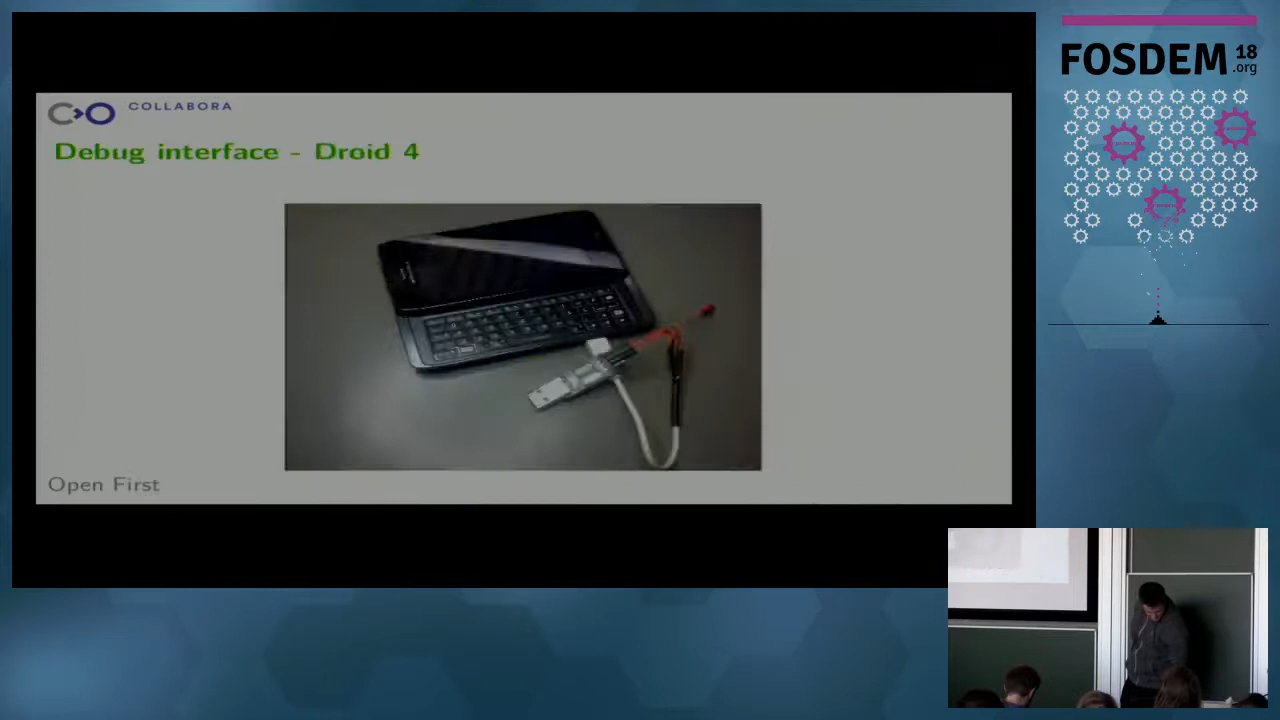 COLLABORA
Debug interface - Droid 4
Open First
FOSDEM 18
.org